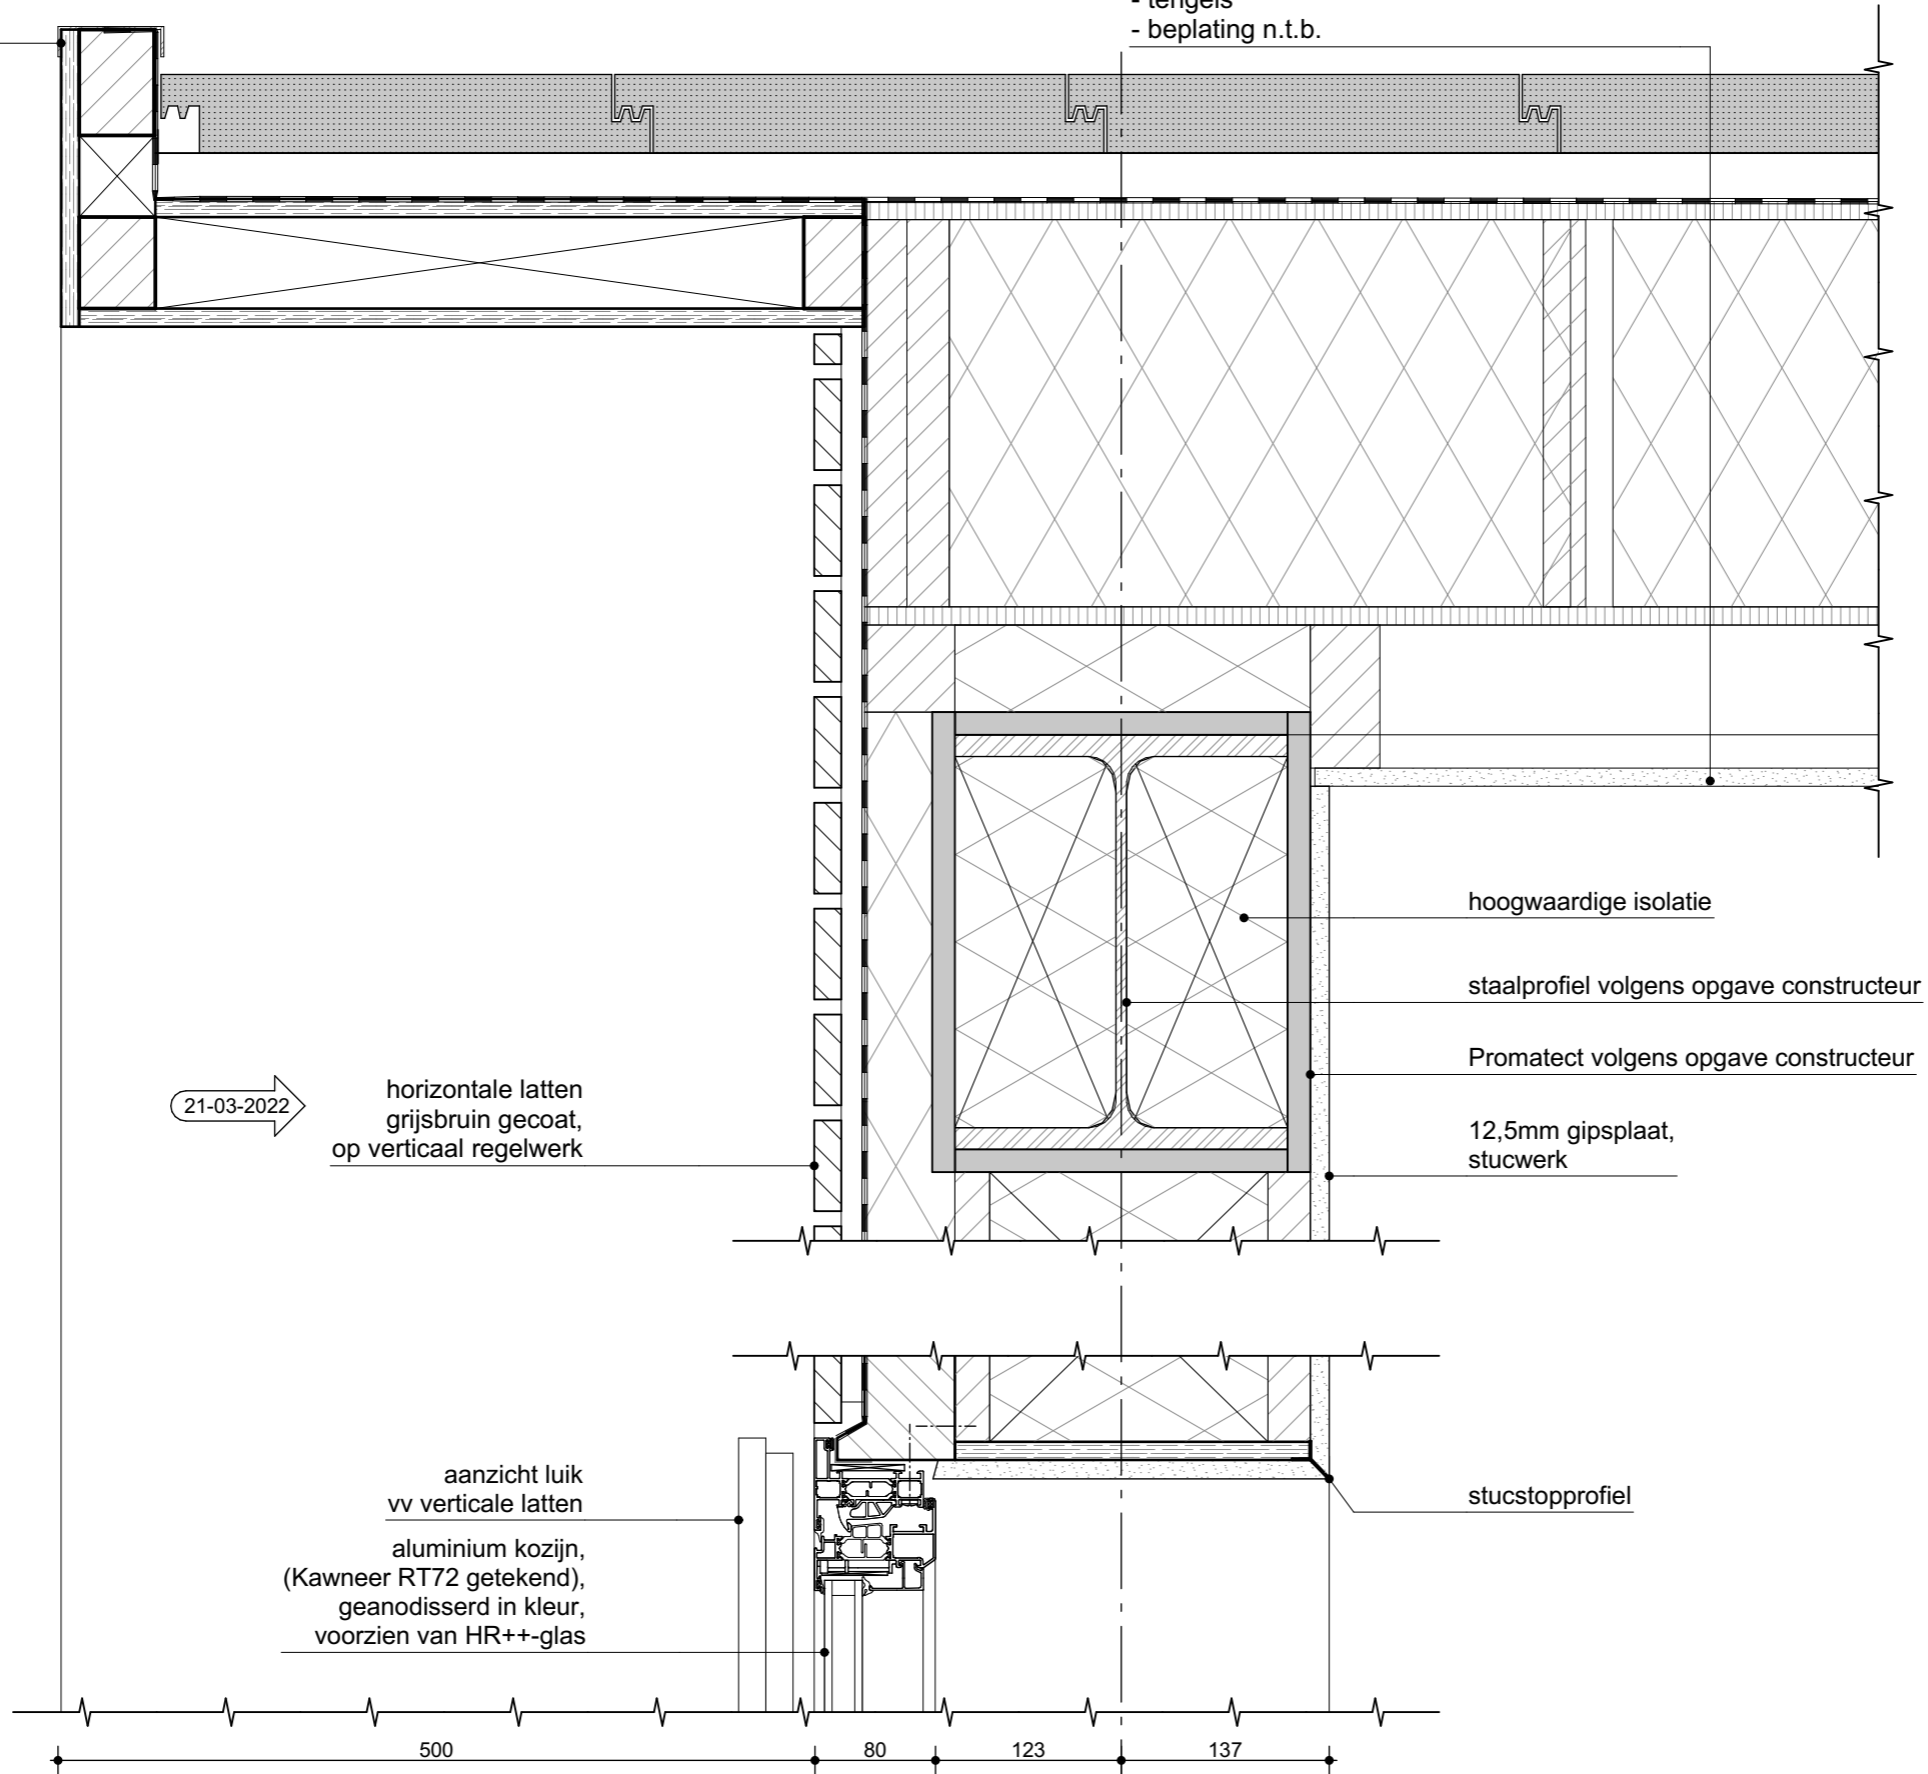 - tengels
- beplating n.t.b.
hoogwaardige isolatie
staalprofiel volgens opgave constructeur
Promatect volgens opgave constructeur
21-03-2022
horizontale latten
grijsbruin gecoat,
op verticaal regelwerk
12,5mm gipsplaat,
stucwerk
aanzicht luik
vv verticale latten
stucstopprofiel
aluminium kozijn,
(Kawneer RT72 getekend),
geanodisserd in kleur,
voorzien van HR++-glas
500
80
123
137